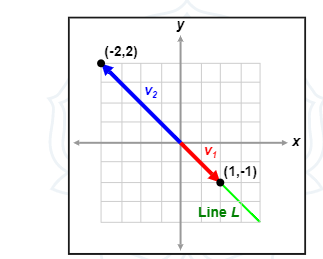 y
(-2,2)
v₂
x
v₁
(1,-1)
Line L